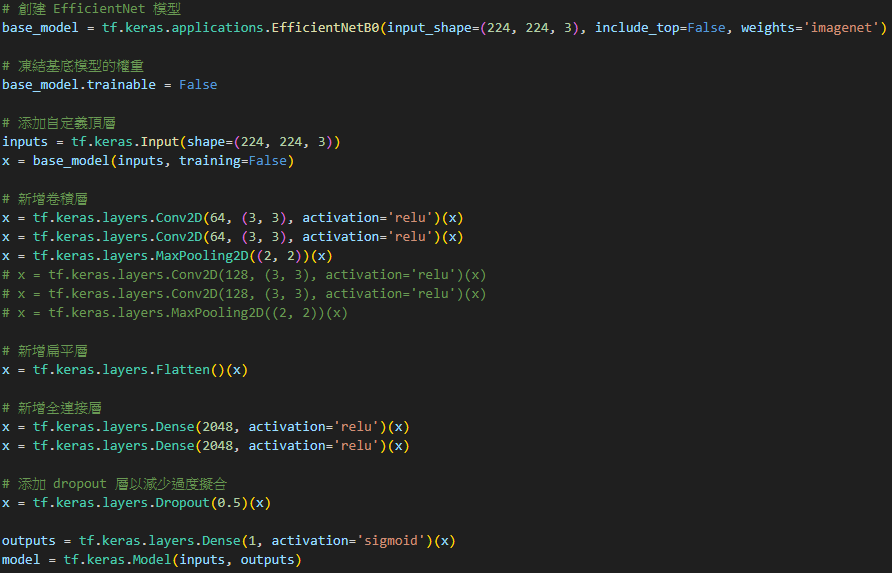 # 創建 EfficientNet 模型
base_model = tf.keras.applications.EfficientNetB0(input_shape=(224, 224, 3), include_top=False, weights='imagenet')
# 凍結基底模型的權重
base_model.trainable = False
# 添加自定義頂層
inputs = tf.keras.Input(shape=(224, 224, 3))
x = base_model(inputs, training=False)
# 新增卷積層
x = tf.keras.layers.Conv2D(64, (3, 3), activation='relu')(x)
x = tf.keras.layers.Conv2D(64, (3, 3), activation='relu')(x)
x = tf.keras.layers.MaxPooling2D((2, 2))(x)
# x = tf.keras.layers.Conv2D(128, (3, 3), activation='relu')(x)
# x = tf.keras.layers.Conv2D(128, (3, 3), activation='relu')(x)
# x = tf.keras.layers.MaxPooling2D((2, 2))(x)
# 新增扁平層
x = tf.keras.layers.Flatten()(x)
# 新增全連接層
x = tf.keras.layers.Dense(2048, activation='relu')(x)
x = tf.keras.layers.Dense(2048, activation='relu')(x)
# 添加 dropout 層以減少過度擬合
x = tf.keras.layers.Dropout(0.5)(x)
outputs = tf.keras.layers.Dense(1, activation='sigmoid')(x)
model = tf.keras.Model(inputs, outputs)